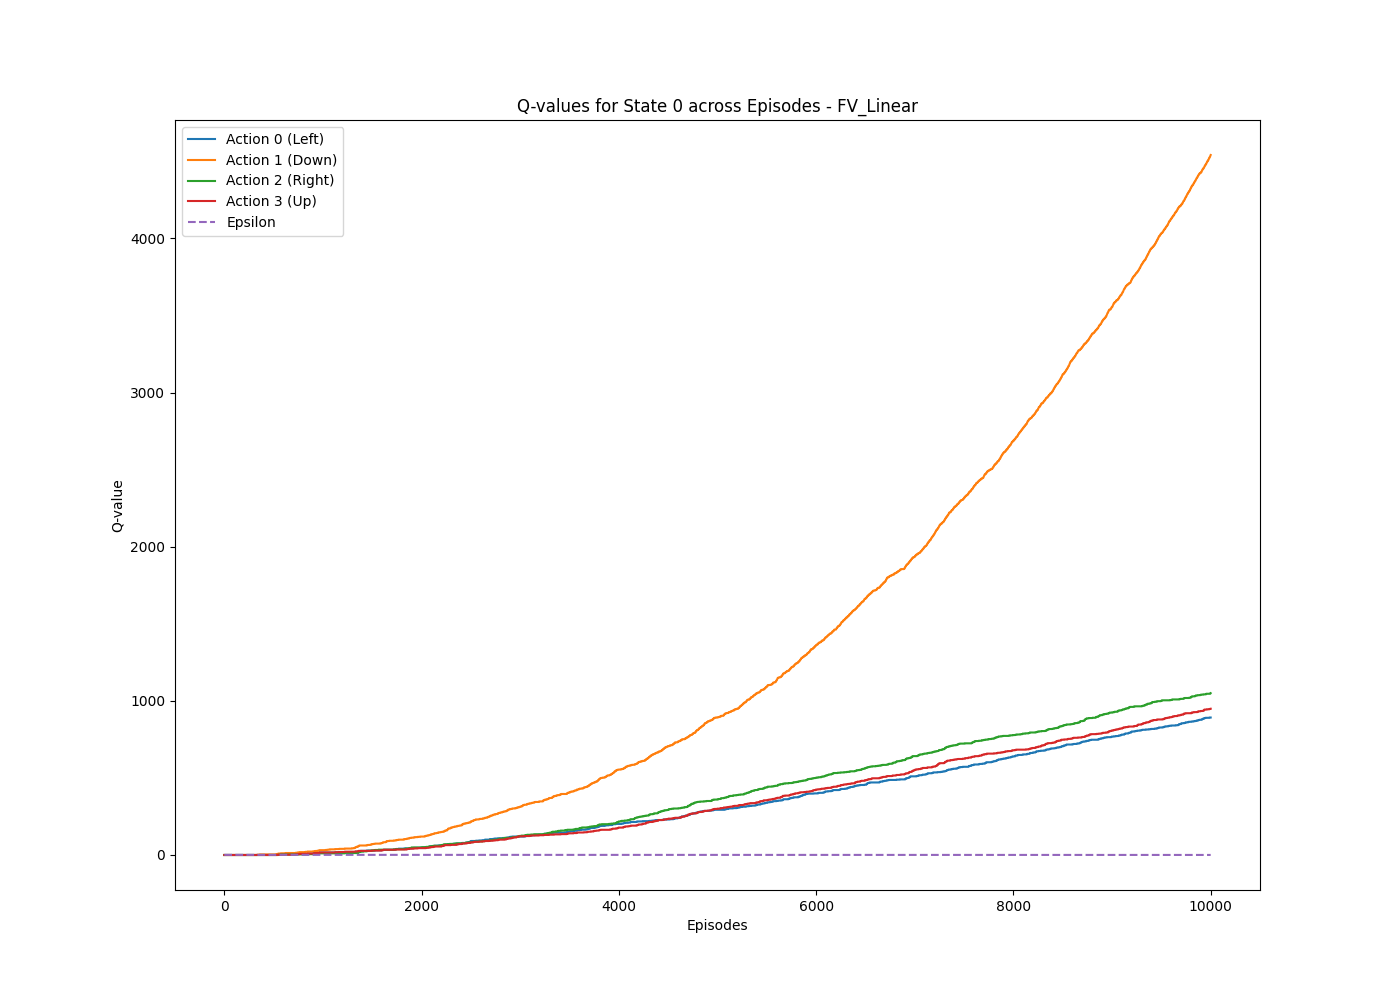 Q-values for State 0 across Episodes - FV_Linear
Action 0 (Left)
Action 1 (Down)
Action 2 (Right)
Action 3 (Up)
Epsilon
4000
3000
2000
1000
0
Q-value
0
2000
4000
6000
8000
10000
Episodes